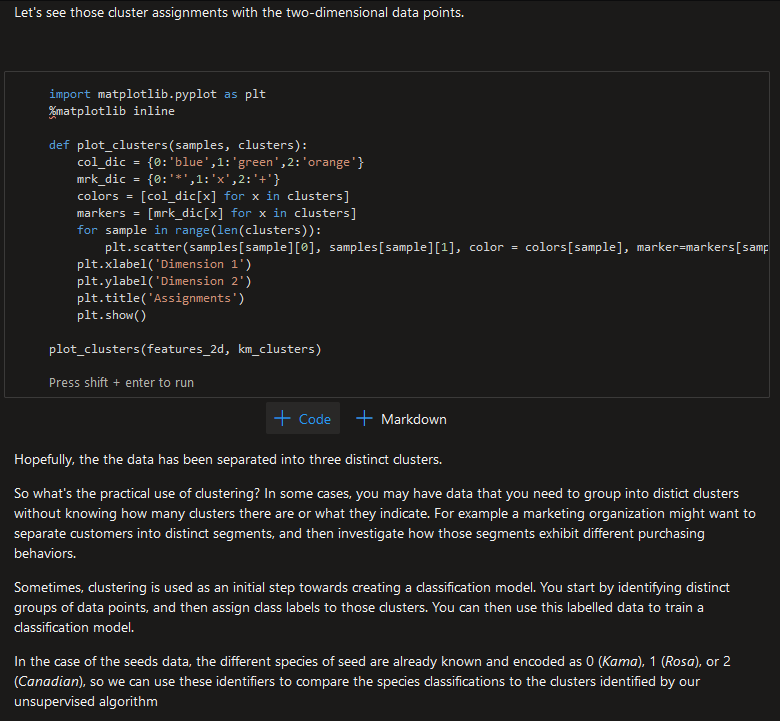 Let's see those cluster assignments with the two-dimensional data points.
import matplotlib.pyplot as plt
%matplotlib inline
def plot_clusters(samples, clusters):
col_dic = {0:'blue',1:'green',2:'orange'}
mrk_dic = {0:'*',1:'x',2:'+'}
colors = [col_dic[x] for x in clusters]
markers = [mrk_dic[x] for x in clusters]
for sample in range(len(clusters)):
plt.scatter(samples[sample][0], samples[sample][1], color = colors[sample], marker=markers[samp
plt.xlabel('Dimension 1')
plt.ylabel('Dimension 2')
plt.title('Assignments')
plt.show()
plot_clusters(features_2d, km_clusters)
Press shift + enter to run
+ Code + Markdown
Hopefully, the the data has been separated into three distinct clusters.
So what's the practical use of clustering? In some cases, you may have data that you need to group into distict clusters
without knowing how many clusters there are or what they indicate. For example a marketing organization might want to
separate customers into distinct segments, and then investigate how those segments exhibit different purchasing
behaviors.
Sometimes, clustering is used as an initial step towards creating a classification model. You start by identifying distinct
groups of data points, and then assign class labels to those clusters. You can then use this labelled data to train a
classification model.
In the case of the seeds data, the different species of seed are already known and encoded as 0 (Kama), 1 (Rosa), or 2
(Canadian), so we can use these identifiers to compare the species classifications to the clusters identified by our
unsupervised algorithm